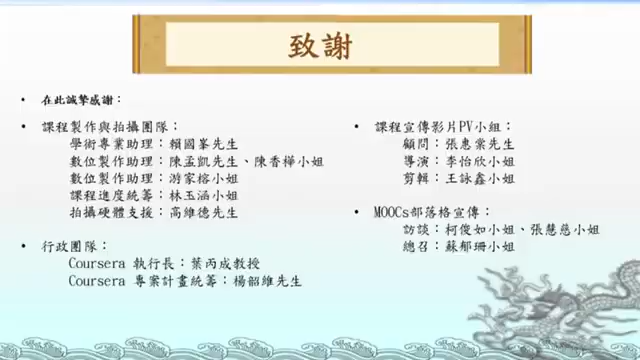 致謝
• 在此誠摯感謝：
• 課程製作與拍攝團隊：
學術專業助理：賴國峯先生
數位製作助理：陳孟凱先生、陳香樺小姐
數位製作助理：游家榕小姐
課程進度統籌：林玉涵小姐
拍攝硬體支援：高維德先生
• 行政團隊：
Coursera 執行長：葉丙成教授
Coursera 專案計畫統籌：楊韶維先生
• 課程宣傳影片PV小組：
顧問：張惠棠先生
導演：李怡欣小姐
剪輯：王詠鑫小姐
• MOOCs部落格宣傳：
訪談：柯俊如小姐、張慧慈小姐
總召：蘇郁珊小姐